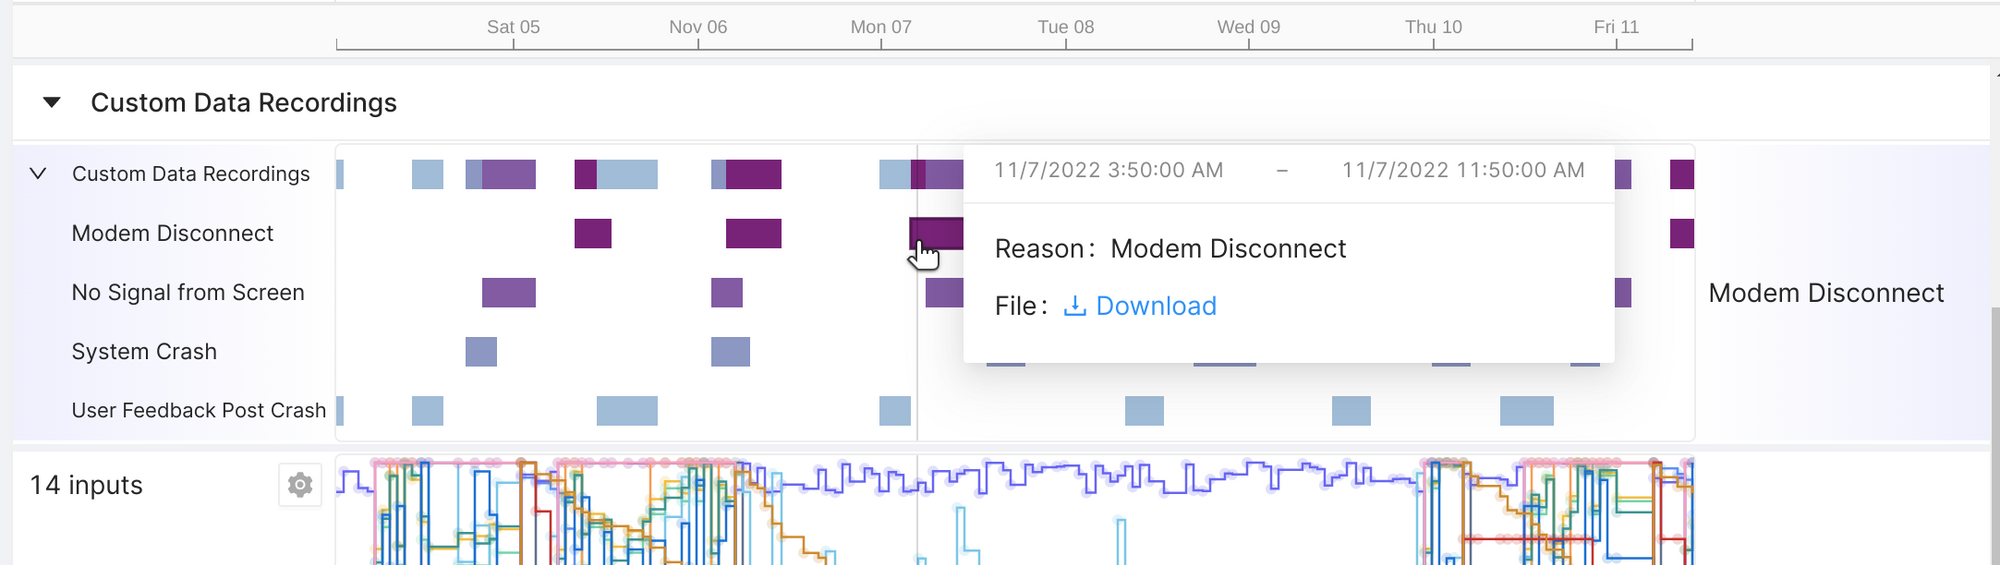 Sat 05 Nov 06 Mon 07 Tue 08 Wed 09 Thu 10 Fri 11
Custom Data Recordings
Custom Data Recordings
11/7/2022 3:50:00 AM – 11/7/2022 11:50:00 AM
Modem Disconnect
Reason: Modem Disconnect
No Signal from Screen
Modem Disconnect
File: Download
System Crash
User Feedback Post Crash
14 inputs